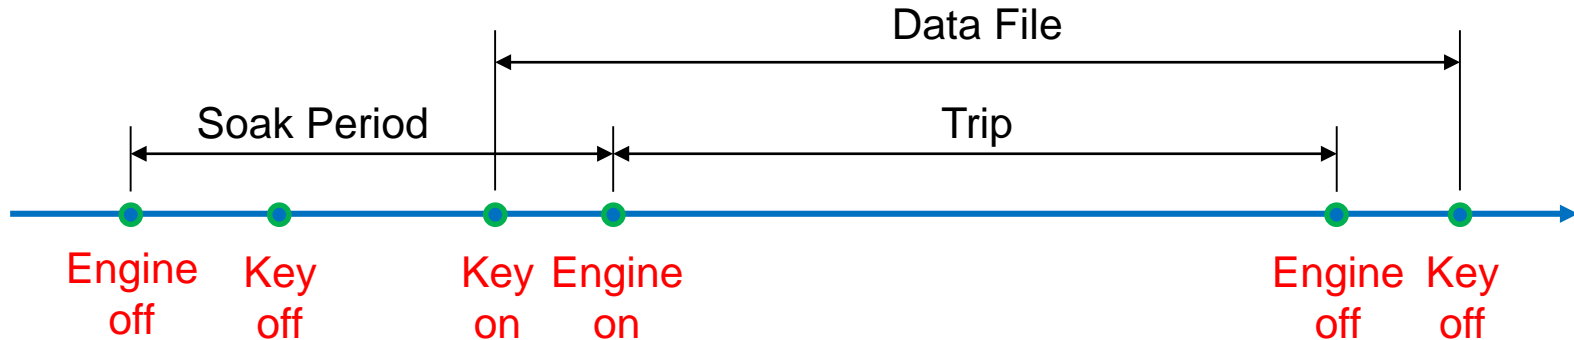 Data File
Soak Period
Trip
Engine off
Key off
Key on
Engine on
Engine off
Key off